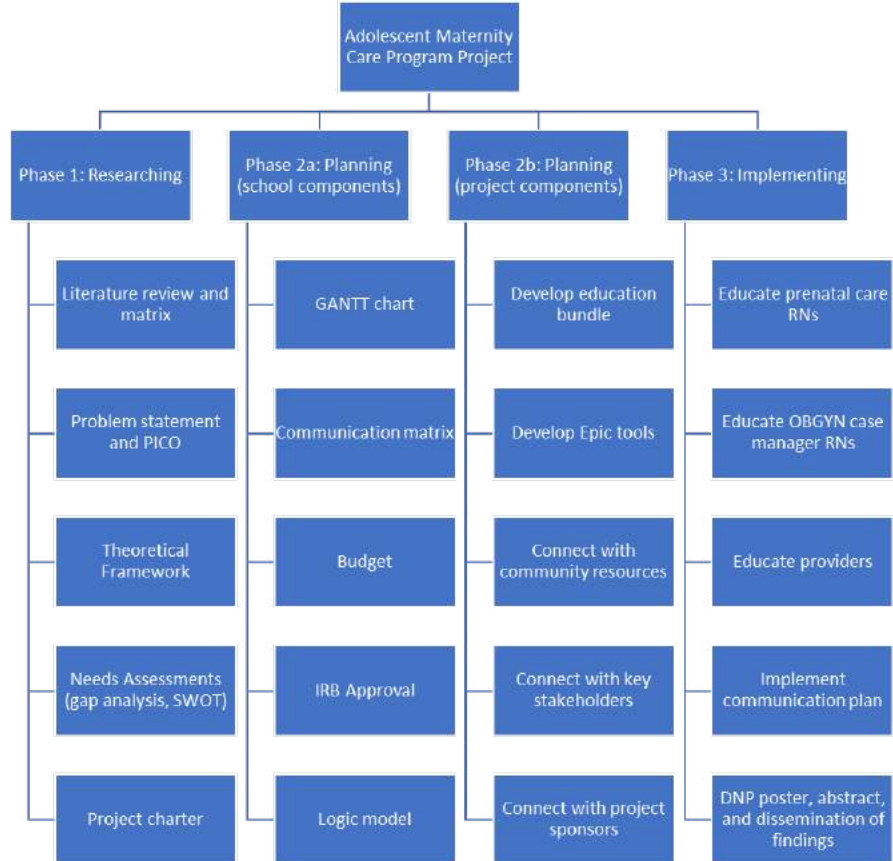 Adolescent Maternity
Care Program Project
Phase 1: Researching
Phase 2a: Planning
(school components)
Phase 2b: Planning
(project components)
Phase 3: Implementing
Literature review and
matrix
Problem statement
and PICO
Theoretical
Framework
Needs Assessments
(gap analysis, SWOT)
Project charter
GANTT chart
Communication matrix
Budget
IRB Approval
Logic model
Develop education
bundle
Develop Epic tools
Connect with
community resources
Connect with key
stakeholders
Connect with project
sponsors
Educate prenatal care
RNs
Educate OBGYN case
manager RNs
Educate providers
Implement
communication plan
DNP poster, abstract,
and dissemination of
findings